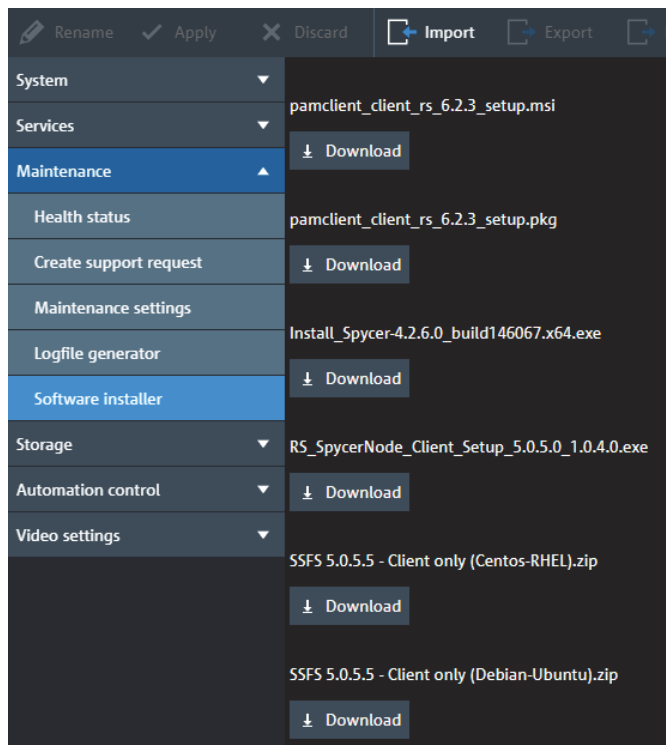 Rename Apply Discard Import Export
System
Services
Maintenance
Health status
Create support request
Maintenance settings
Logfile generator
Software installer
Storage
Automation control
Video settings
pamclient_client_rs_6.2.3_setup.msi
Download
pamclient_client_rs_6.2.3_setup.pkg
Download
Install_Spycer-4.2.6.0_build146067.x64.exe
Download
RS_SpycerNode_Client_Setup_5.0.5.0_1.0.4.0.exe
Download
SSFS 5.0.5.5 - Client only (Centos-RHEL).zip
Download
SSFS 5.0.5.5 - Client only (Debian-Ubuntu).zip
Download